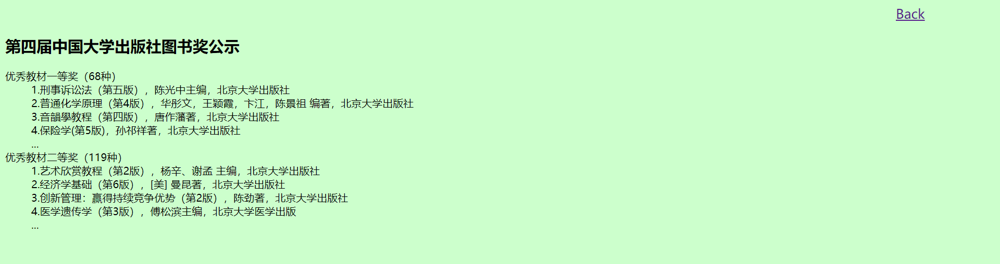 Back
第四届中国大学出版社图书奖公示
优秀教材一等奖（68种）
1.刑事诉讼法（第五版），陈光中主编，北京大学出版社
2.普通化学原理（第4版），华彤文，王颖霞，卞江，陈景祖 编著，北京大学出版社
3.音韻學教程（第四版），唐作藩著，北京大学出版社
4.保险学(第5版)，孙祁祥著，北京大学出版社
...
优秀教材二等奖（119种）
1.艺术欣赏教程（第2版），杨辛、谢孟 主编，北京大学出版社
2.经济学基础（第6版），[美] 曼昆著，北京大学出版社
3.创新管理：赢得持续竞争优势（第2版），陈劲著，北京大学出版社
4.医学遗传学（第3版），傅松滨主编，北京大学医学出版
...